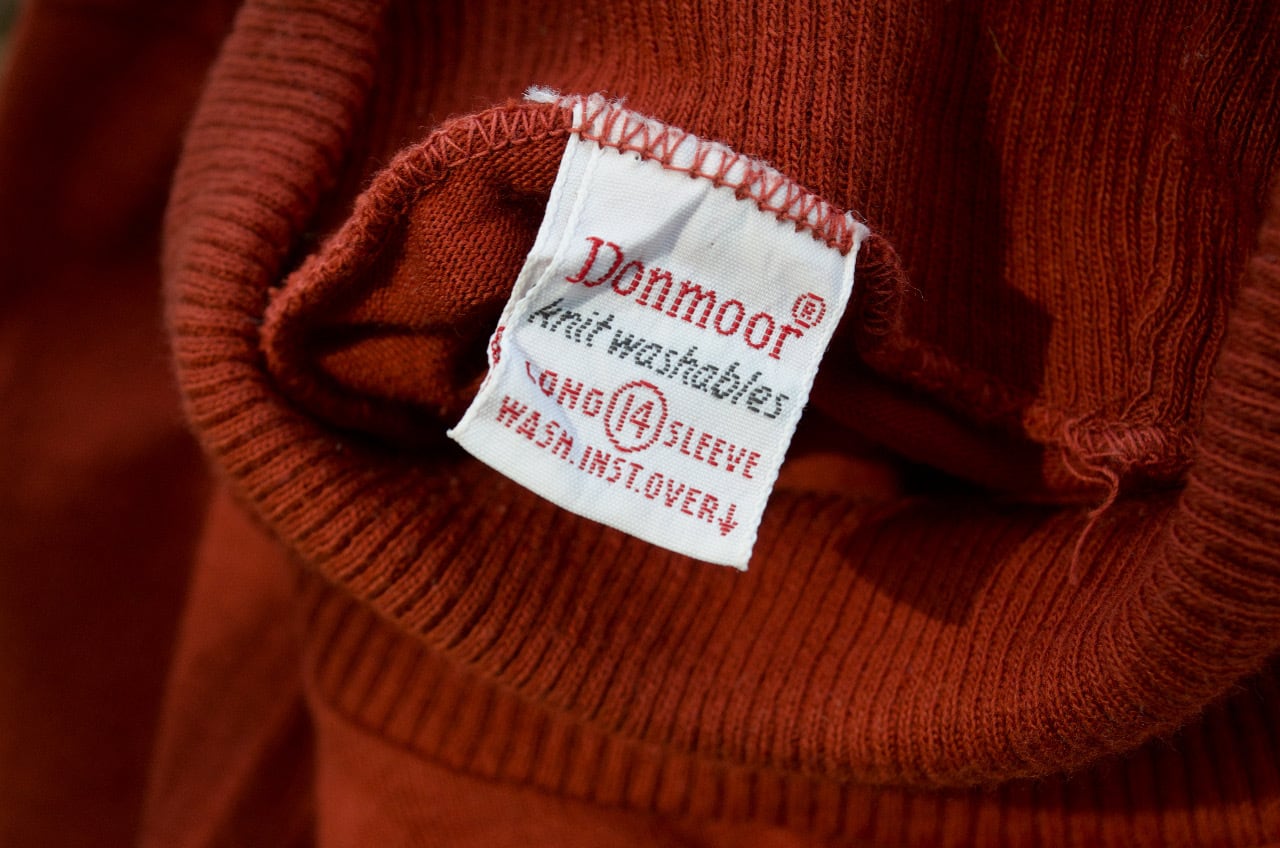 Donmoor®
knit washables
LONG 14 SLEEVE
WASH.INST.OVER↓